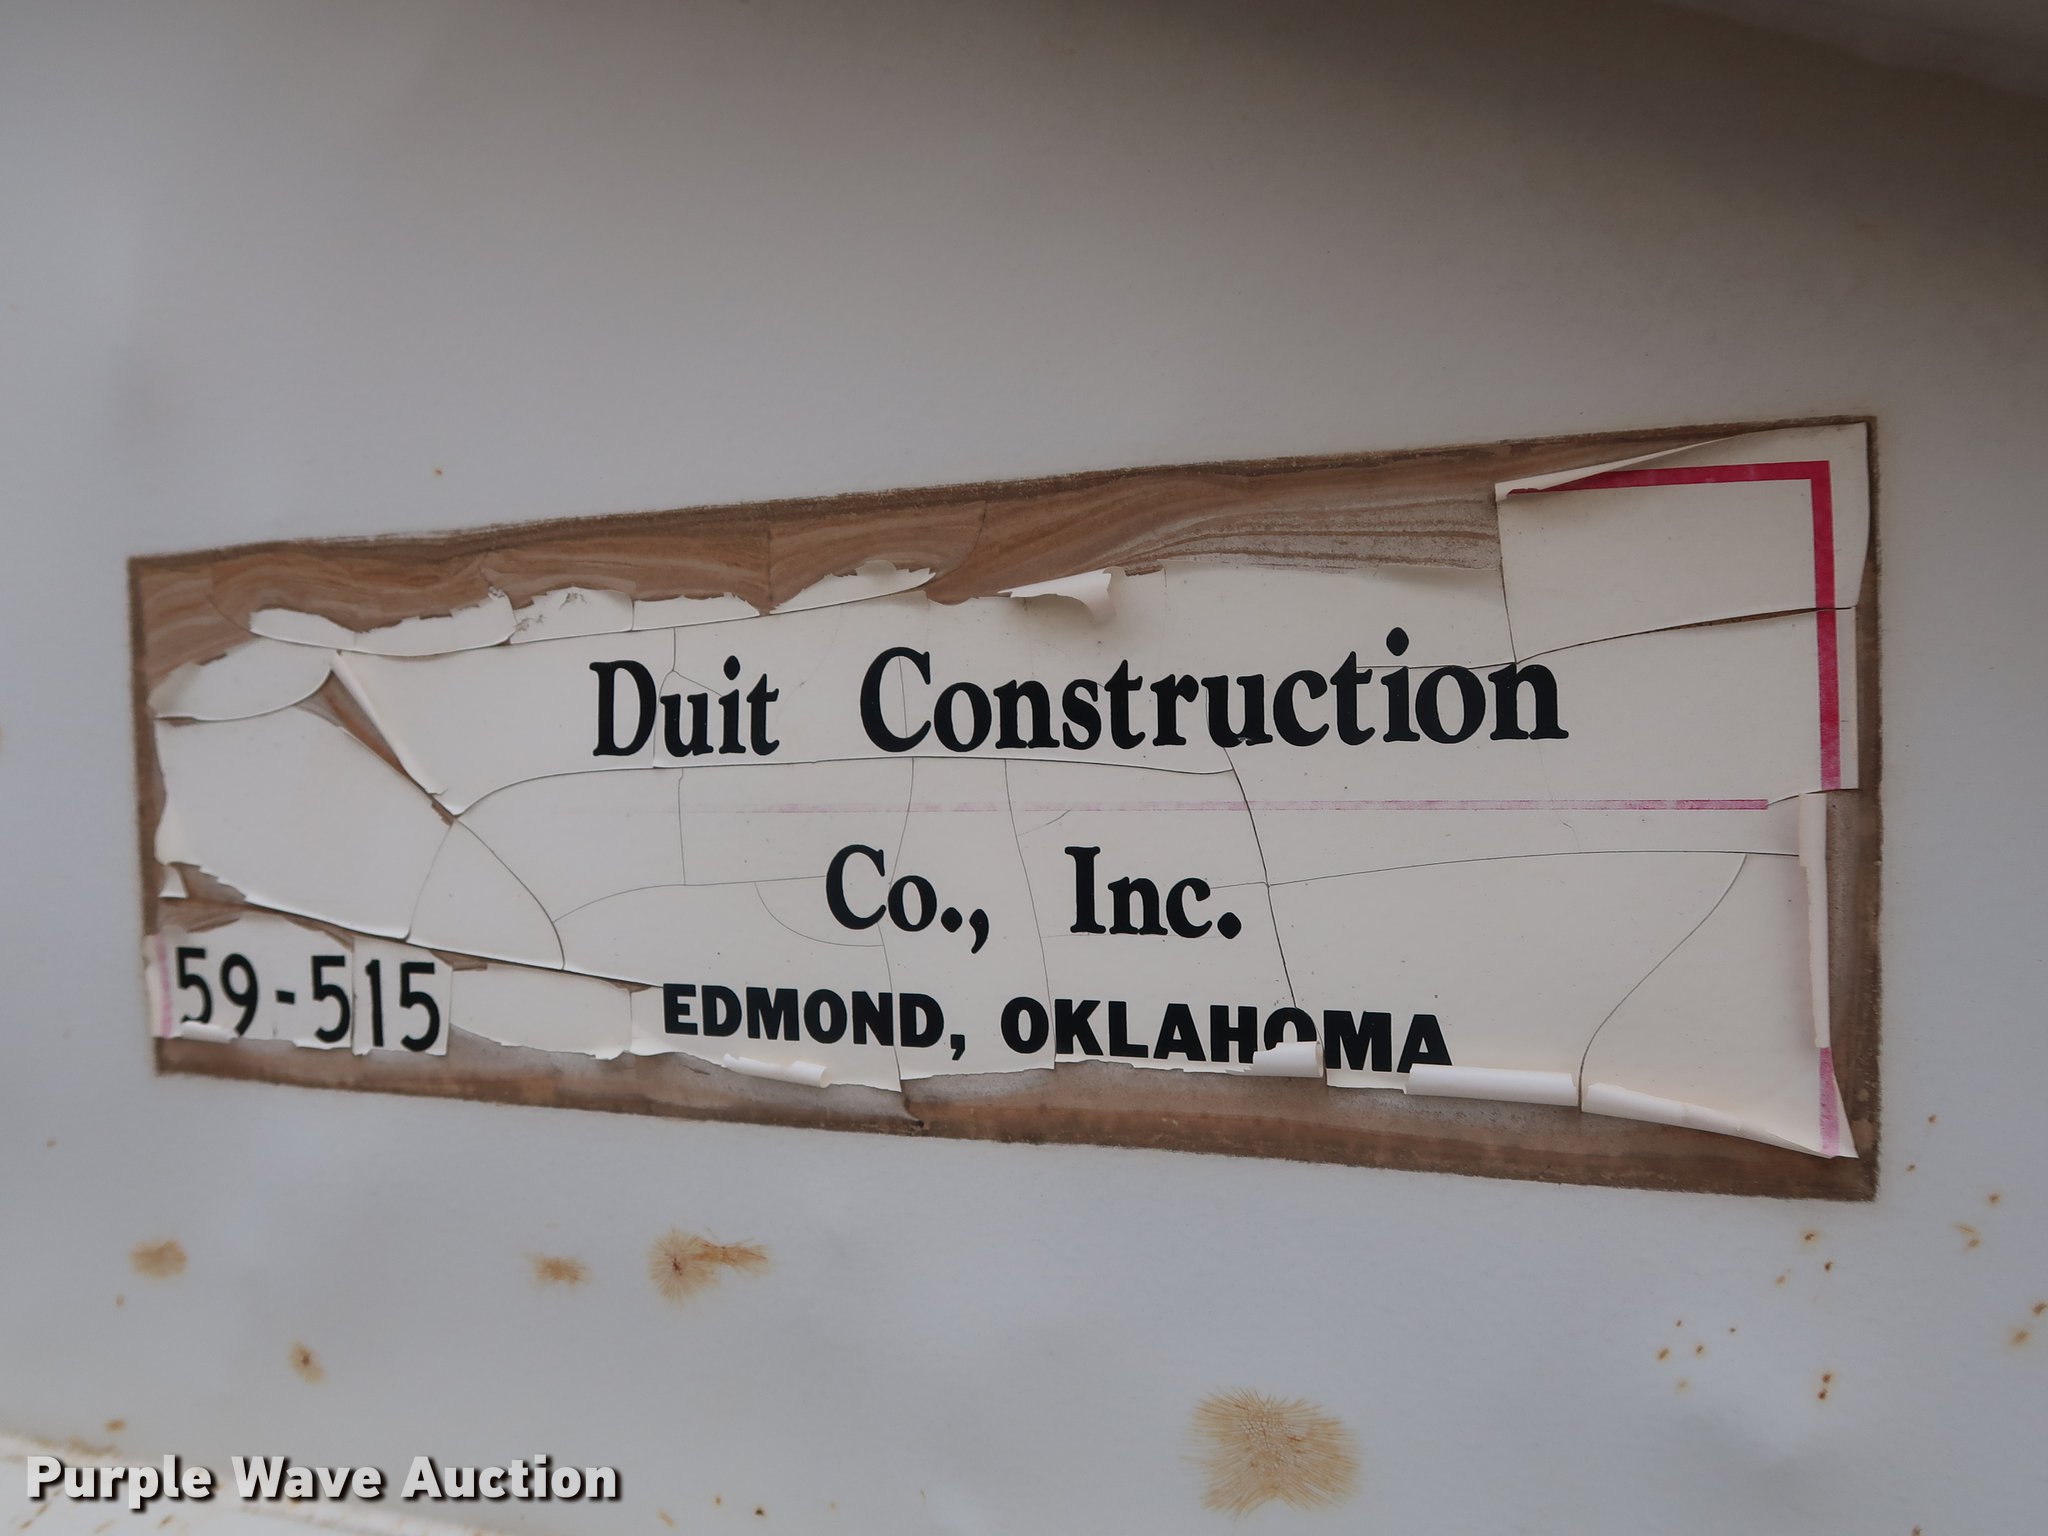 Duit Construction
Co., Inc.
59-515
EDMOND, OKLAHOMA
Purple Wave Auction